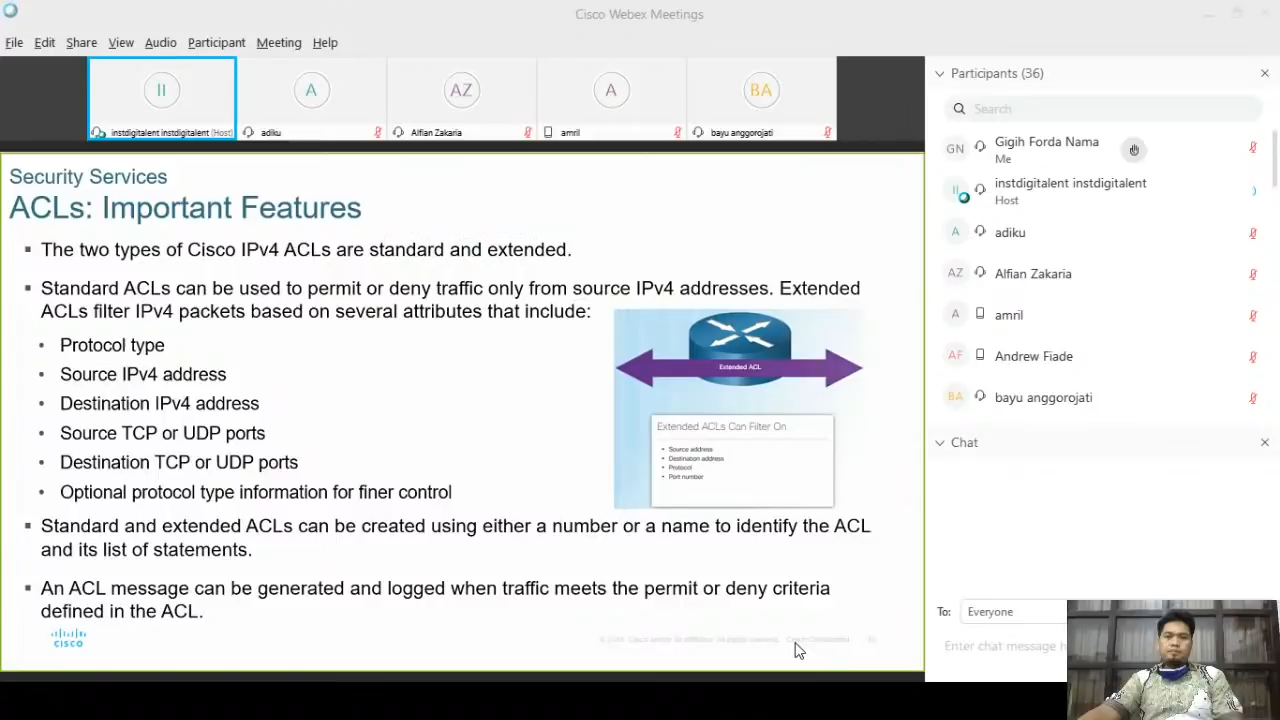 Cisco Webex Meetings
File Edit Share View Audio Participant Meeting Help
II A AZ A BA
instdigitalent instdigitalent (Host) adiku Alfian Zakaria amril bayu anggorojati
Security Services
ACLs: Important Features
▪ The two types of Cisco IPv4 ACLs are standard and extended.
▪ Standard ACLs can be used to permit or deny traffic only from source IPv4 addresses. Extended
ACLs filter IPv4 packets based on several attributes that include:
• Protocol type
• Source IPv4 address
• Destination IPv4 address
• Source TCP or UDP ports
• Destination TCP or UDP ports
• Optional protocol type information for finer control
Extended ACL
Extended ACLs Can Filter On
• Source address
• Destination address
• Protocol
• Port number
▪ Standard and extended ACLs can be created using either a number or a name to identify the ACL
and its list of statements.
▪ An ACL message can be generated and logged when traffic meets the permit or deny criteria
defined in the ACL.
CISCO
Participants (36)
Search
GN Gigih Forda Nama
Me
II instdigitalent instdigitalent
Host
A adiku
AZ Alfian Zakaria
A amril
AF Andrew Fiade
BA bayu anggorojati
Chat
To: Everyone
Enter chat message h